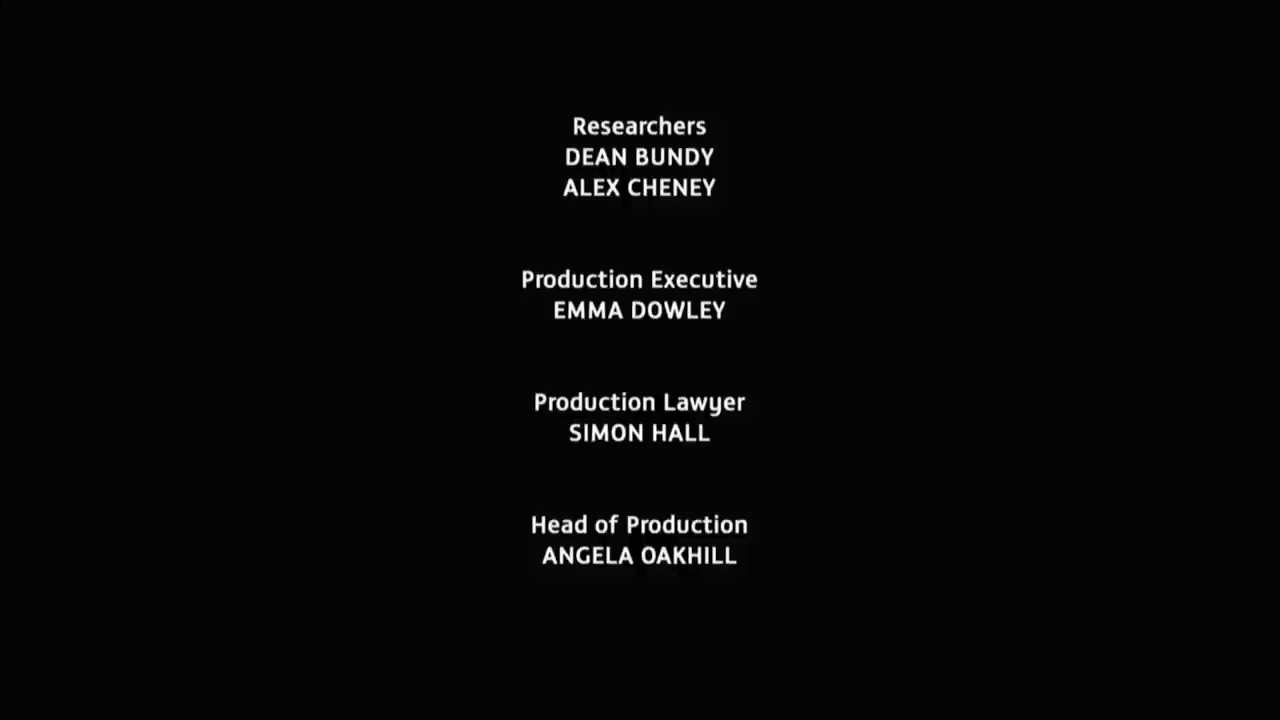 Researchers
DEAN BUNDY
ALEX CHENEY
Production Executive
EMMA DOWLEY
Production Lawyer
SIMON HALL
Head of Production
ANGELA OAKHILL